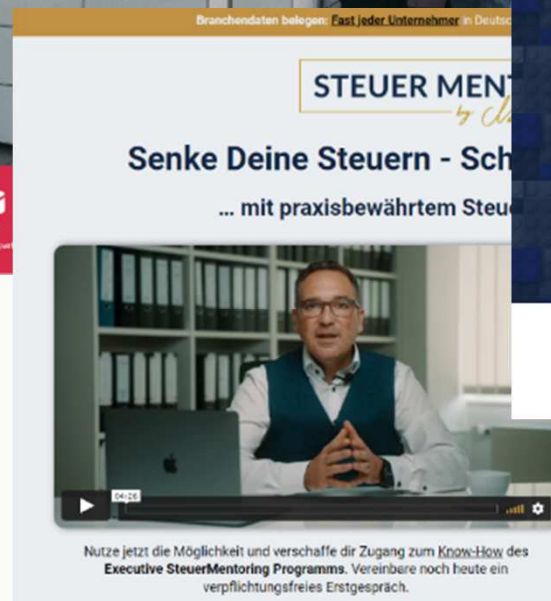 Branchendaten belegen: Fast jeder Unternehmer in Deutsc
STEUER MENT
by Cl
Senke Deine Steuern - Sch
... mit praxisbewährtem Steu
04:26
Nutze jetzt die Möglichkeit und verschaffe dir Zugang zum Know-How des
Executive SteuerMentoring Programms. Vereinbare noch heute ein
verpflichtungsfreies Erstgespräch.